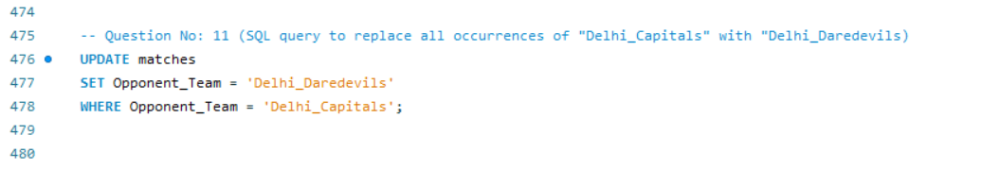 474
475 -- Question No: 11 (SQL query to replace all occurrences of "Delhi_Capitals" with "Delhi_Daredevils)
476 UPDATE matches
477 SET Opponent_Team = 'Delhi_Daredevils'
478 WHERE Opponent_Team = 'Delhi_Capitals';
479
480